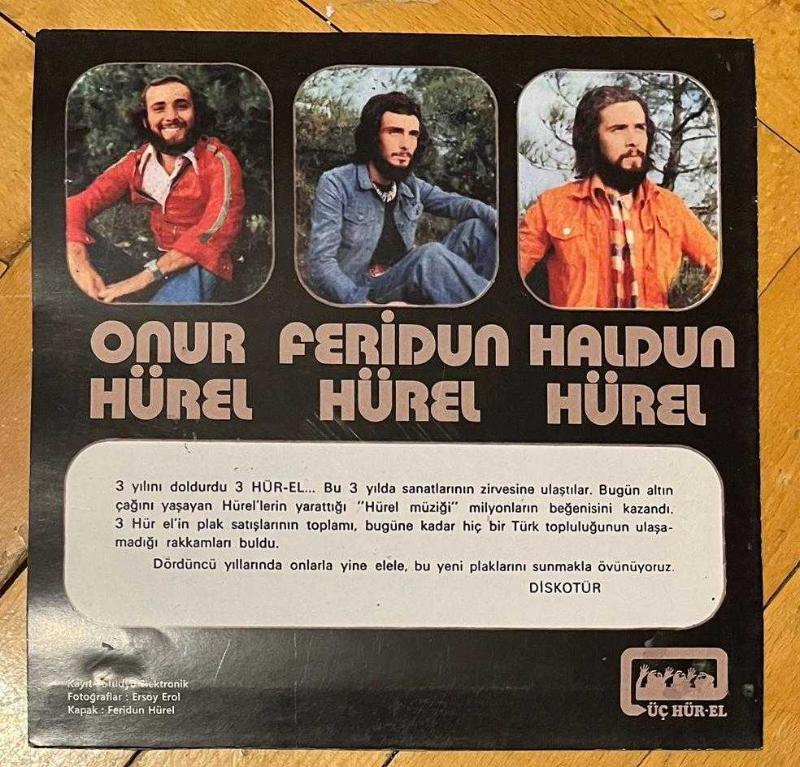 ONUR HÜREL
FERİDUN HÜREL
HALDUN HÜREL
3 yılını doldurdu 3 HÜR-EL... Bu 3 yılda sanatlarının zirvesine ulaştılar. Bugün altın
çağını yaşayan Hürel'lerin yarattığı "Hürel müziği" milyonların beğenisini kazandı.
3 Hür el'in plak satışlarının toplamı, bugüne kadar hiç bir Türk topluluğunun ulaşa-
madığı rakkamları buldu.
Dördüncü yıllarında onlarla yine elele, bu yeni plaklarını sunmakla övünüyoruz.
DİSKOTÜR
Kayıt Elektronik
Fotoğraflar : Ersoy Erol
Kapak : Feridun Hürel
ÜÇ HÜR-EL